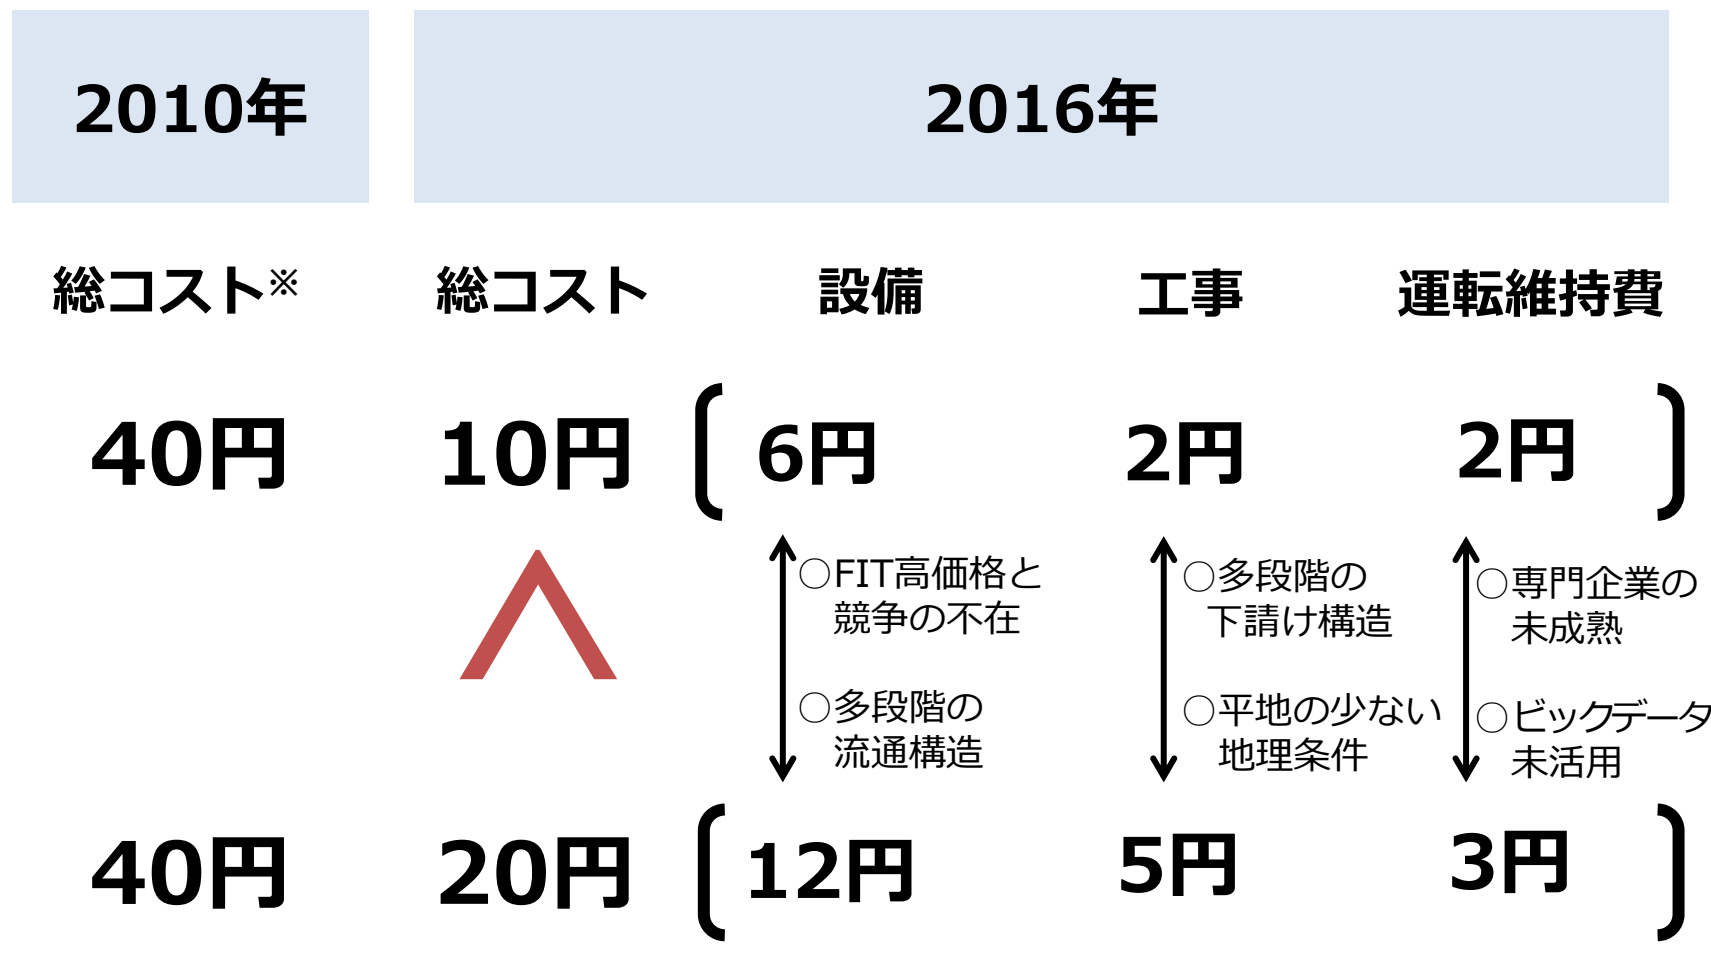 2010年
2016年
総コスト※
総コスト
設備
工事
運転維持費
40円
10円
6円
2円
2円
○FIT高価格と
競争の不在
○多段階の
流通構造
○多段階の
下請け構造
○平地の少ない
地理条件
○専門企業の
未成熟
○ビックデータ
未活用
40円
20円
12円
5円
3円